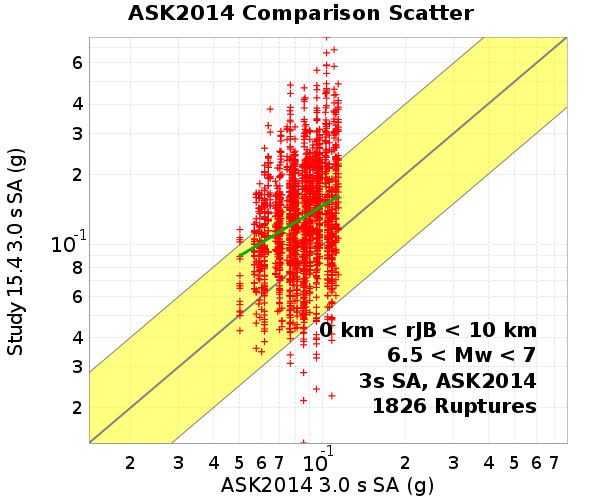 ASK2014 Comparison Scatter
Study 15.4 3.0 s SA (g)
6
4
3
2
10^-1
8
6
4
3
2
0 km < rJB < 10 km
6.5 < Mw < 7
3s SA, ASK2014
1826 Ruptures
2 3 4 5 6 7 10^-1 2 3 4 5 6 7
ASK2014 3.0 s SA (g)